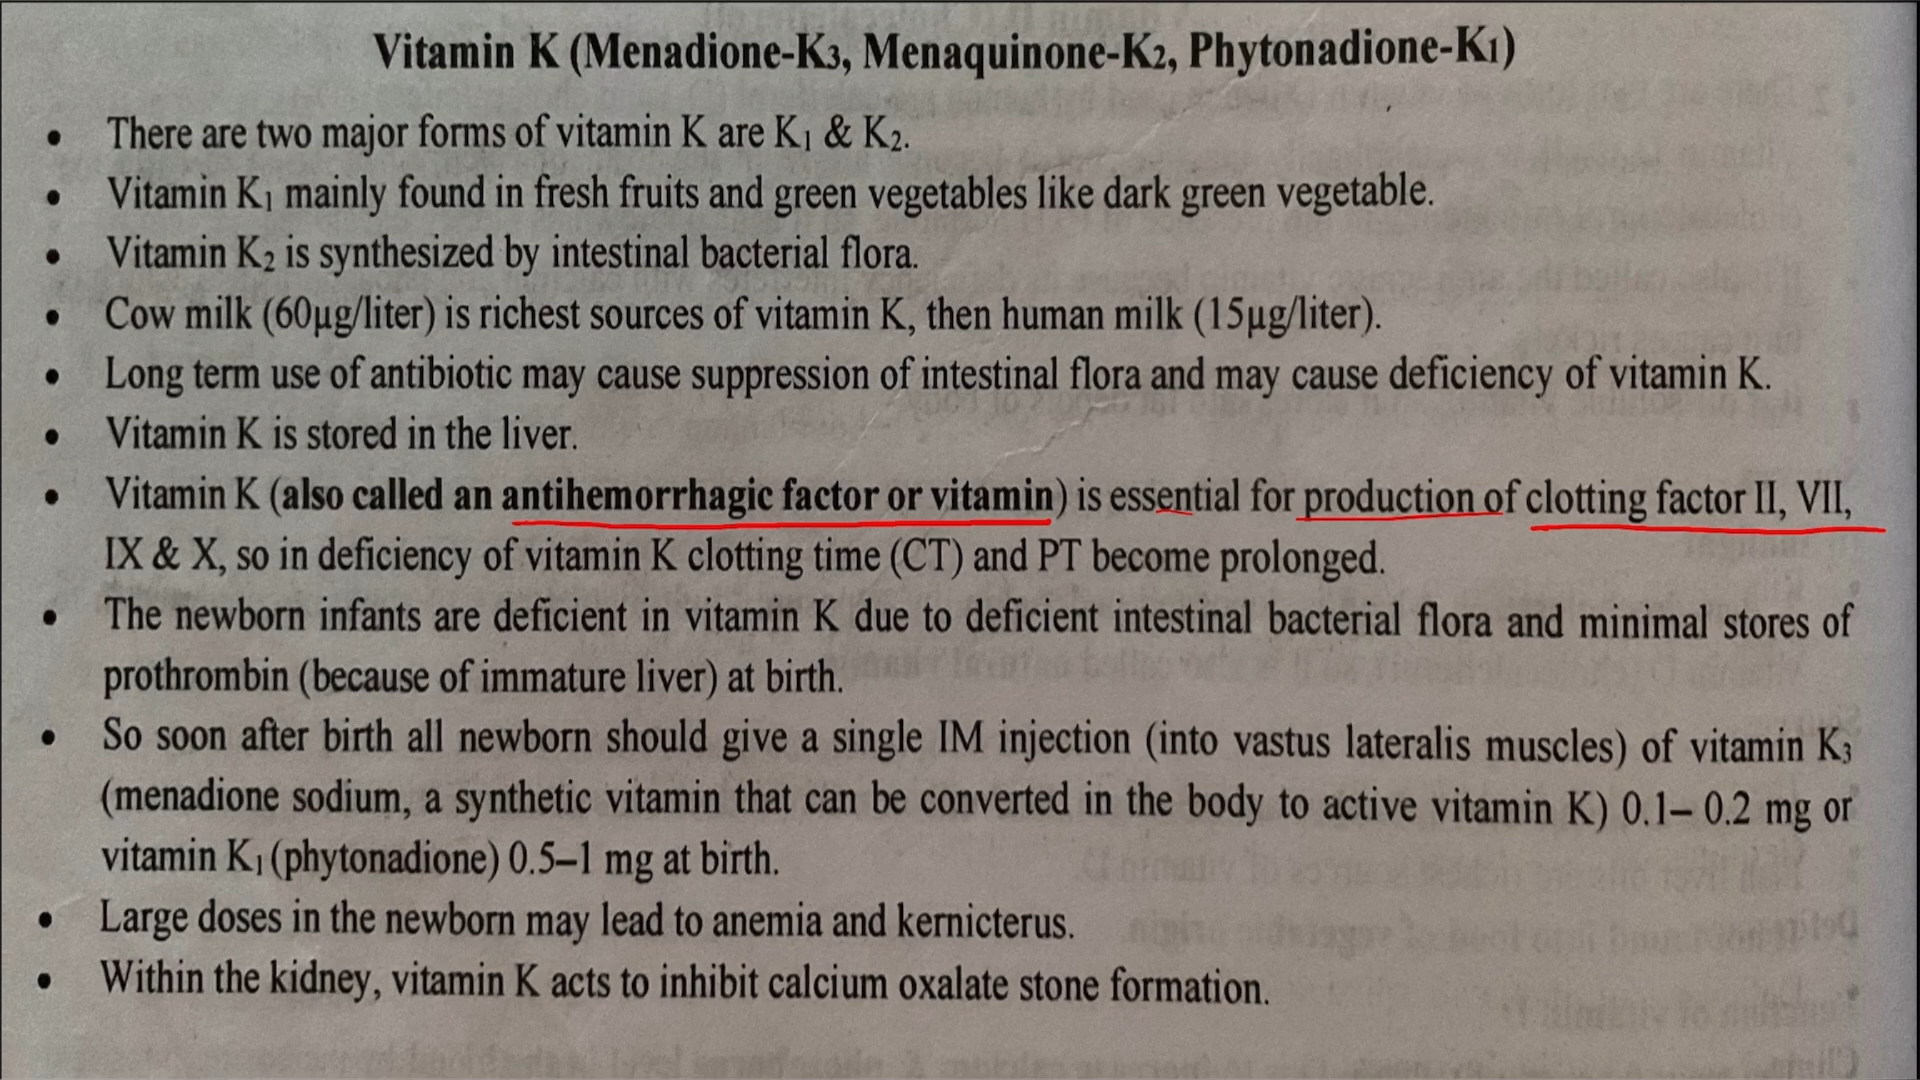 Vitamin K (Menadione-K3, Menaquinone-K2, Phytonadione-K1)
• There are two major forms of vitamin K are K₁ & K₂.
• Vitamin K₁ mainly found in fresh fruits and green vegetables like dark green vegetable.
• Vitamin K₂ is synthesized by intestinal bacterial flora.
• Cow milk (60µg/liter) is richest sources of vitamin K, then human milk (15µg/liter).
• Long term use of antibiotic may cause suppression of intestinal flora and may cause deficiency of vitamin K.
• Vitamin K is stored in the liver.
• Vitamin K (also called an antihemorrhagic factor or vitamin) is essential for production of clotting factor II, VII,
IX & X, so in deficiency of vitamin K clotting time (CT) and PT become prolonged.
• The newborn infants are deficient in vitamin K due to deficient intestinal bacterial flora and minimal stores of
prothrombin (because of immature liver) at birth.
• So soon after birth all newborn should give a single IM injection (into vastus lateralis muscles) of vitamin K₃
(menadione sodium, a synthetic vitamin that can be converted in the body to active vitamin K) 0.1– 0.2 mg or
vitamin K₁ (phytonadione) 0.5–1 mg at birth.
• Large doses in the newborn may lead to anemia and kernicterus.
• Within the kidney, vitamin K acts to inhibit calcium oxalate stone formation.